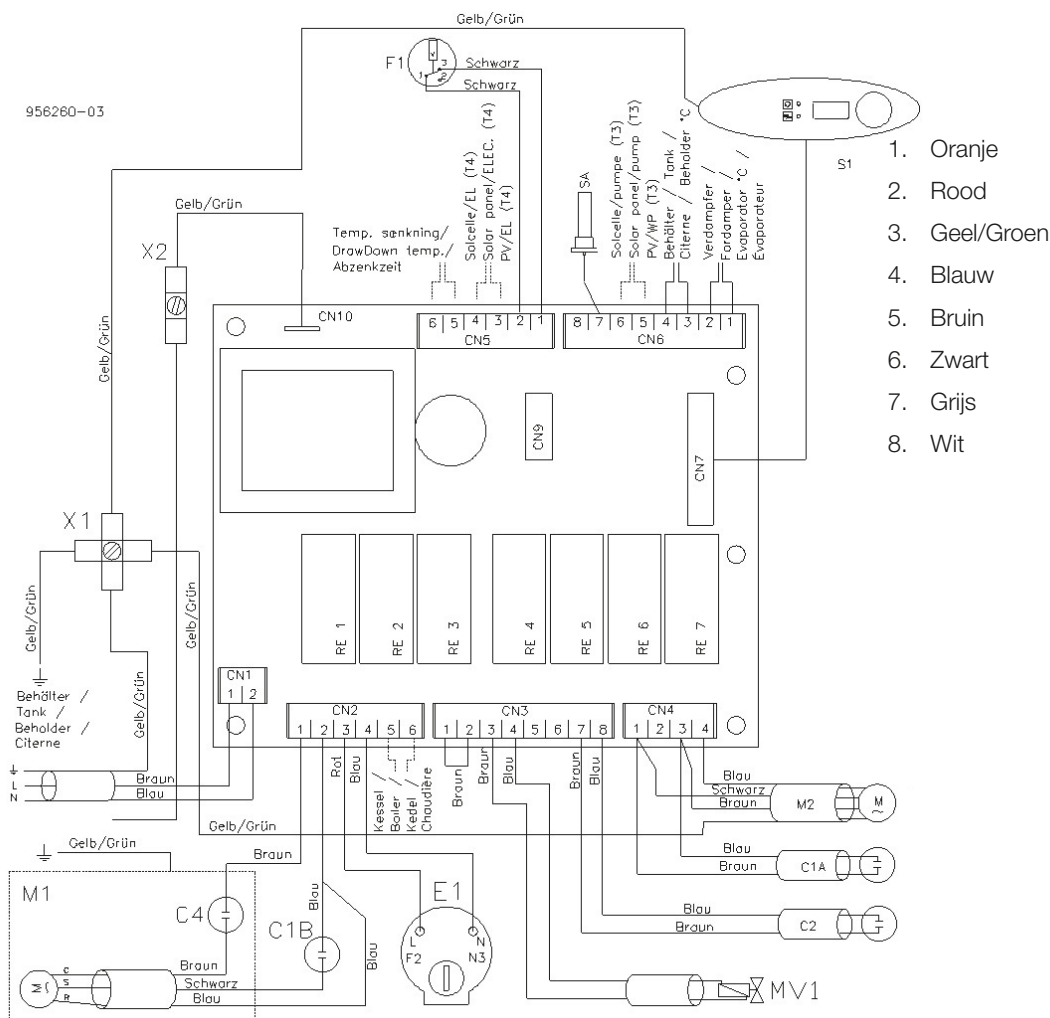 Gelb/Grün
F1
3
1
2
Schwarz
Schwarz
956260-03
S1
1. Oranje
2. Rood
3. Geel/Groen
4. Blauw
5. Bruin
6. Zwart
7. Grijs
8. Wit
Gelb/Grün
X2
Temp. sænkning/
DrawDown temp./
Abzenkzeit
Solcelle/EL (T4)
Solar panel/ELEC. (T4)
PV/EL (T4)
SA
Solcelle/pumpe (T3)
Solar panel/pump (T3)
PV/WP (T3)
Behälter / Tank /
Citerne / Beholder °C
Verdampfer /
Fordamper /
Evaporator °C /
Évaporateur
Gelb/Grün
Gelb/Grün
CN10
6 5 4 3 2 1
CN5
8 7 6 5 4 3 2 1
CN6
CN9
CN7
X1
Gelb/Grün
Gelb/Grün
Gelb/Grün
RE 1
RE 2
RE 3
RE 4
RE 5
RE 6
RE 7
Behälter /
Tank /
Beholder /
Citerne
CN1
1 2
CN2
1 2 3 4 5 6
CN3
1 2 3 4 5 6 7 8
CN4
1 2 3 4
L
N
Braun
Blau
Rot
Blau
Kessel /
Boiler /
Kedel /
Chaudière
Braun
Braun
Blau
Braun
Blau
Blau
Schwarz
Braun
M2
M
~
Gelb/Grün
Gelb/Grün
Braun
Blau
Braun
C1A
M1
C4
Blau
C1B
Blau
E1
L
N
F2
N3
Blau
Braun
C2
C
S
R
M
Braun
Schwarz
Blau
MV1